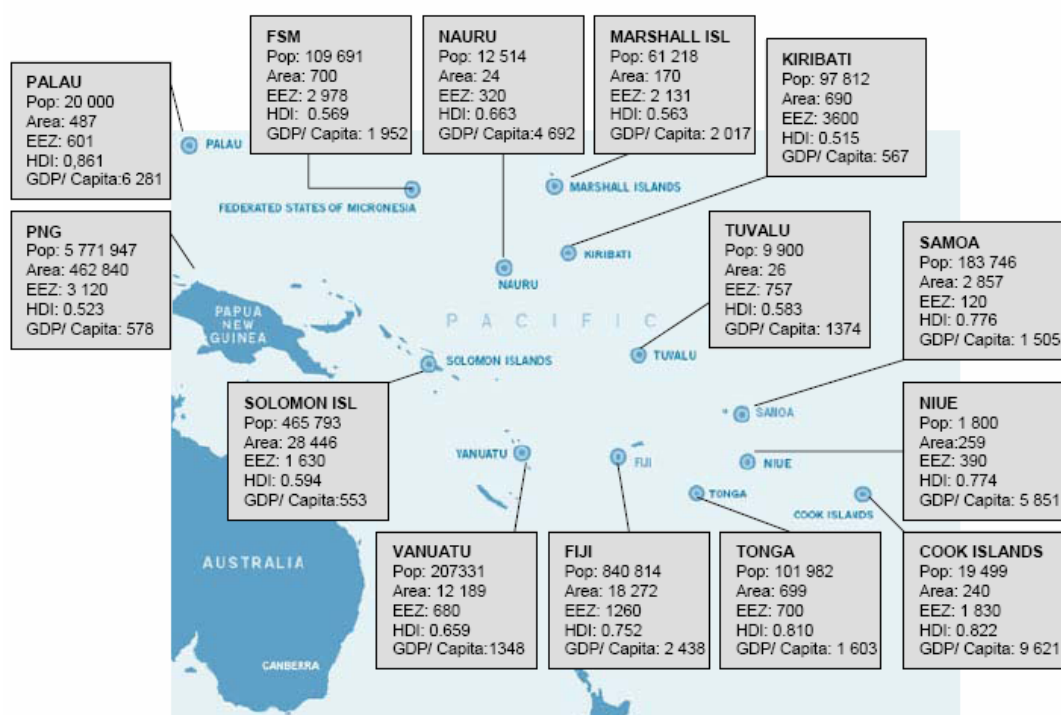 FSM
Pop: 109 691
Area: 700
EEZ: 2 978
HDI: 0.569
GDP/ Capita: 1 952
NAURU
Pop: 12 514
Area: 24
EEZ: 320
HDI: 0.663
GDP/ Capita:4 692
MARSHALL ISL
Pop: 61 218
Area: 170
EEZ: 2 131
HDI: 0.563
GDP/ Capita: 2 017
KIRIBATI
Pop: 97 812
Area: 690
EEZ: 3600
HDI: 0.515
GDP/ Capita: 567
PALAU
Pop: 20 000
Area: 487
EEZ: 601
HDI: 0,861
GDP/ Capita:6 281
PALAU
FEDERATED STATES OF MICRONESIA
MARSHALL ISLANDS
KIRIBATI
NAURU
PNG
Pop: 5 771 947
Area: 462 840
EEZ: 3 120
HDI: 0.523
GDP/ Capita: 578
TUVALU
Pop: 9 900
Area: 26
EEZ: 757
HDI: 0.583
GDP/ Capita: 1374
SAMOA
Pop: 183 746
Area: 2 857
EEZ: 120
HDI: 0.776
GDP/ Capita: 1 505
PAPUA
NEW
GUINEA
PACIFIC
SOLOMON ISLANDS
TUVALU
SOLOMON ISL
Pop: 465 793
Area: 28 446
EEZ: 1 630
HDI: 0.594
GDP/ Capita:553
SAMOA
NIUE
Pop: 1 800
Area:259
EEZ: 390
HDI: 0.774
GDP/ Capita: 5 851
VANUATU
FIJI
NIUE
TONGA
COOK ISLANDS
AUSTRALIA
CANBERRA
VANUATU
Pop: 207331
Area: 12 189
EEZ: 680
HDI: 0.659
GDP/ Capita:1348
FIJI
Pop: 840 814
Area: 18 272
EEZ: 1260
HDI: 0.752
GDP/ Capita: 2 438
TONGA
Pop: 101 982
Area: 699
EEZ: 700
HDI: 0.810
GDP/ Capita: 1 603
COOK ISLANDS
Pop: 19 499
Area: 240
EEZ: 1 830
HDI: 0.822
GDP/ Capita: 9 621